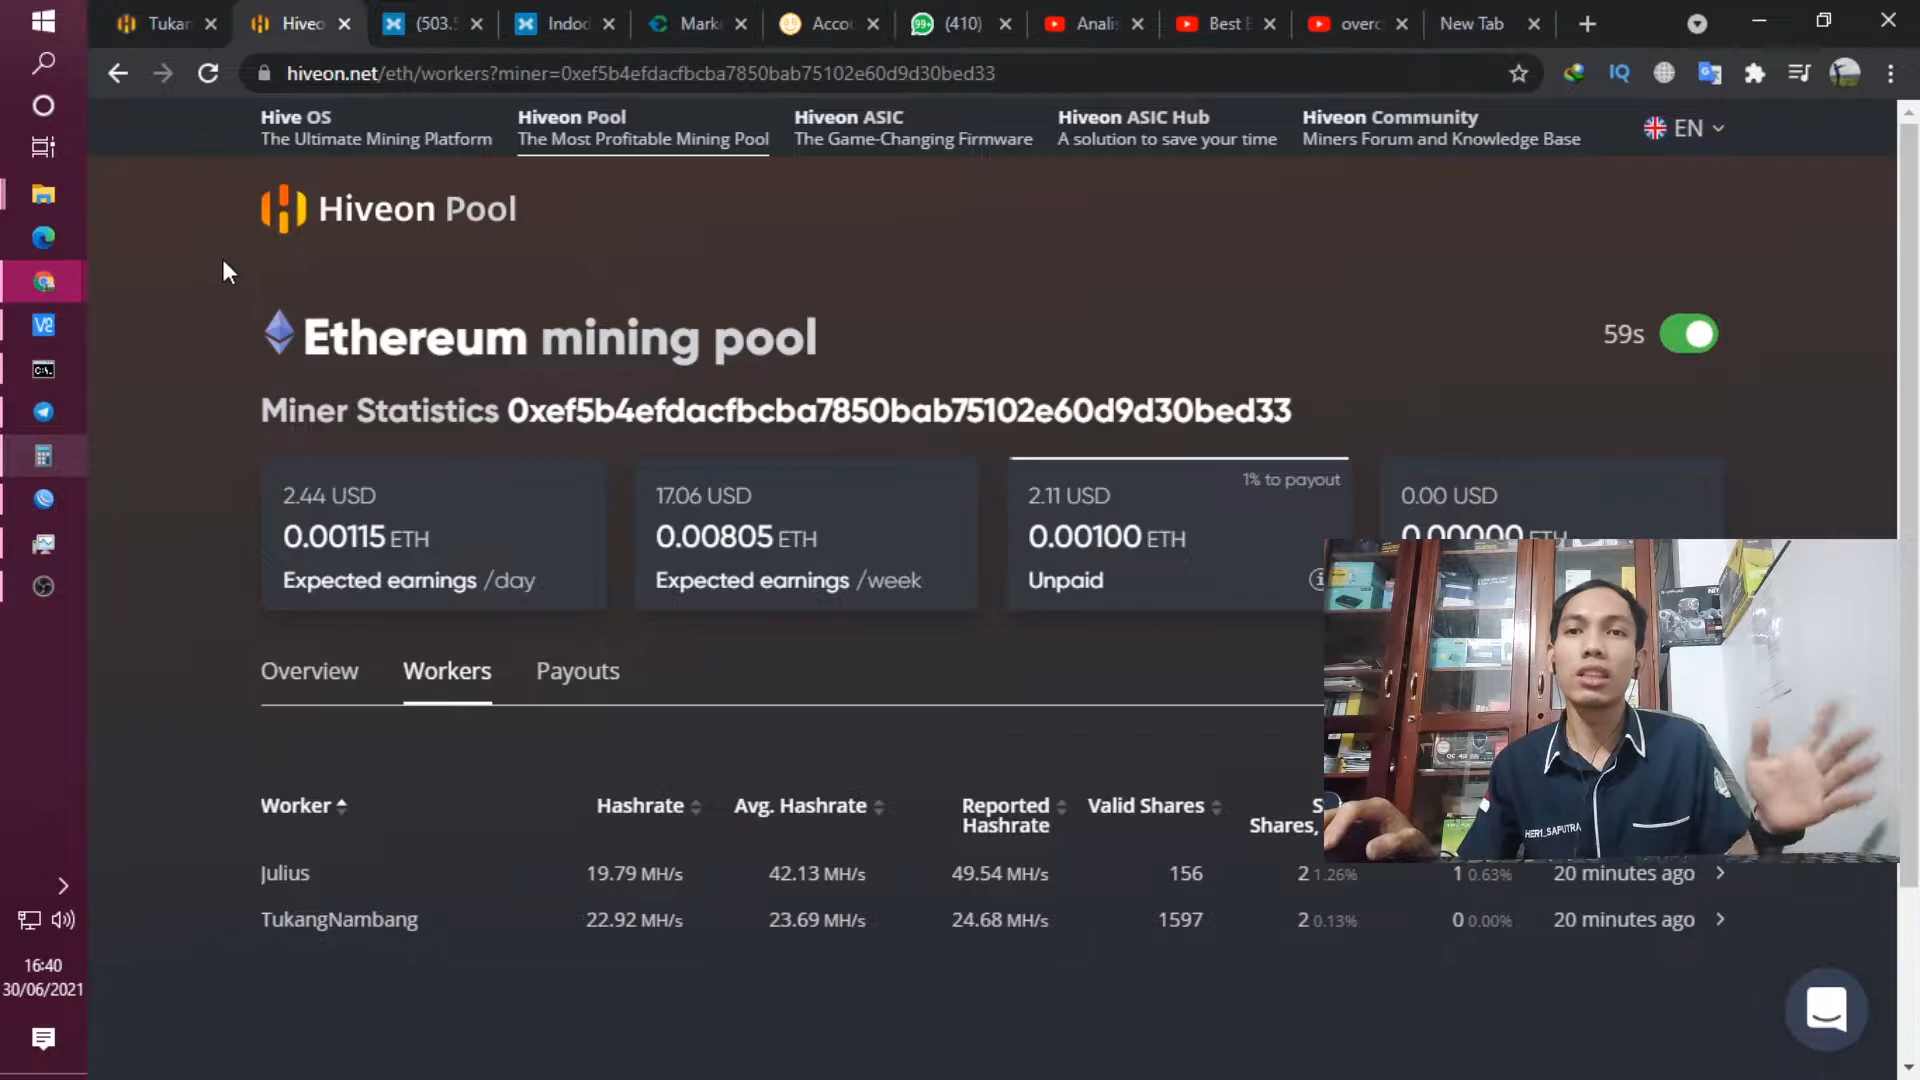 Tukar
Hiveo
(503.
Indod
Mark
Acco
(410)
Anali
Best E
overc
New Tab
hiveon.net/eth/workers?miner=0xef5b4efdacfbcba7850bab75102e60d9d30bed33
Hive OS
The Ultimate Mining Platform
Hiveon Pool
The Most Profitable Mining Pool
Hiveon ASIC
The Game-Changing Firmware
Hiveon ASIC Hub
A solution to save your time
Hiveon Community
Miners Forum and Knowledge Base
EN
Hiveon Pool
Ethereum mining pool
59s
Miner Statistics 0xef5b4efdacfbcba7850bab75102e60d9d30bed33
2.44 USD
0.00115 ETH
Expected earnings /day
17.06 USD
0.00805 ETH
Expected earnings /week
1% to payout
2.11 USD
0.00100 ETH
Unpaid
0.00 USD
0.00000 ETH
Overview
Workers
Payouts
Worker
Hashrate
Avg. Hashrate
Reported
Hashrate
Valid Shares
Shares,
Julius 19.79 MH/s 42.13 MH/s 49.54 MH/s 156 2 1.26% 1 0.63% 20 minutes ago
TukangNambang 22.92 MH/s 23.69 MH/s 24.68 MH/s 1597 2 0.13% 0 0.00% 20 minutes ago
HERI_SAPUTRA
16:40
30/06/2021